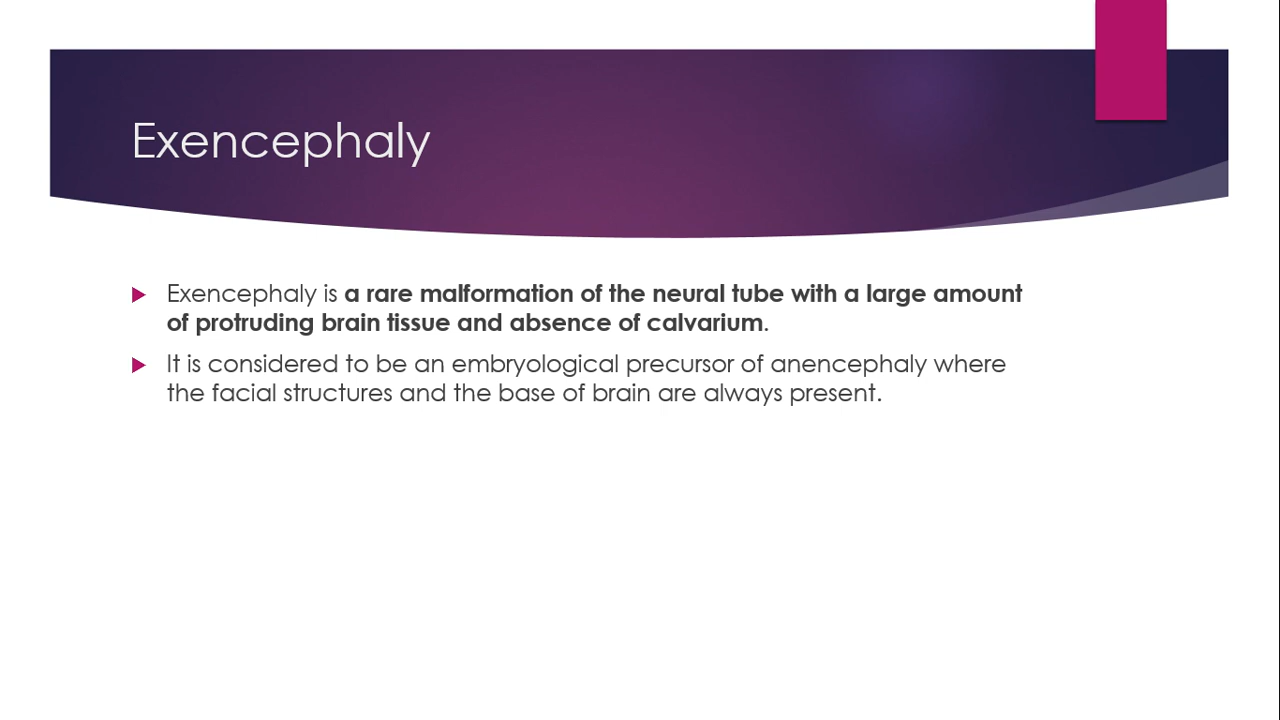 Exencephaly
Exencephaly is a rare malformation of the neural tube with a large amount
of protruding brain tissue and absence of calvarium.
It is considered to be an embryological precursor of anencephaly where
the facial structures and the base of brain are always present.